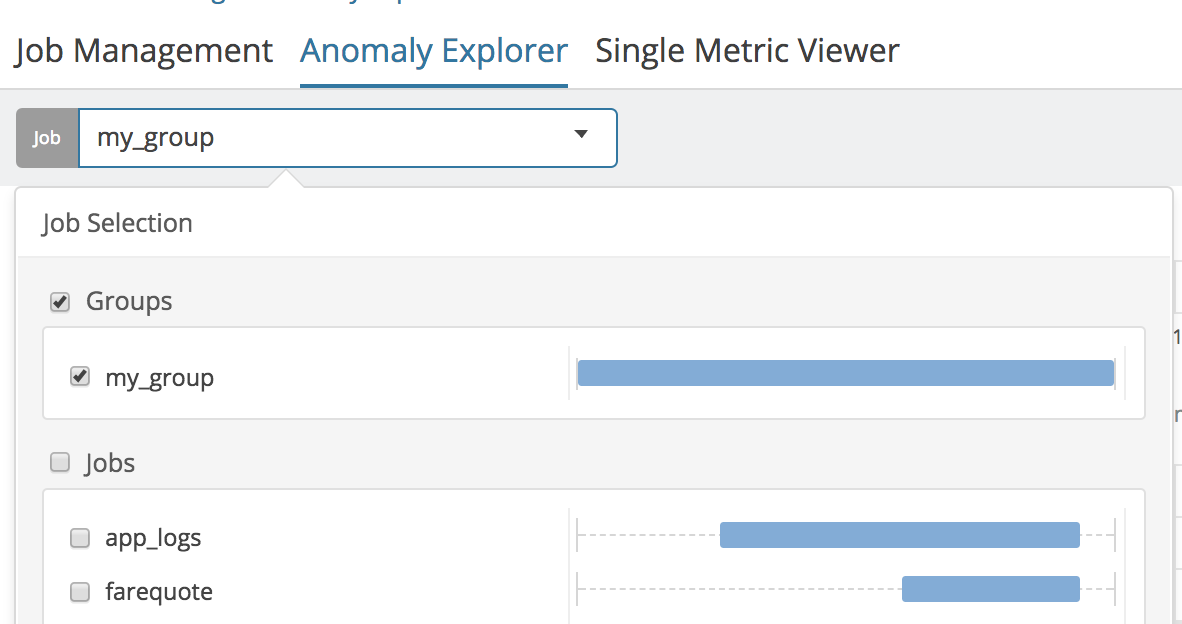 Job Management Anomaly Explorer Single Metric Viewer
Job my_group
Job Selection
Groups
my_group
Jobs
app_logs
farequote